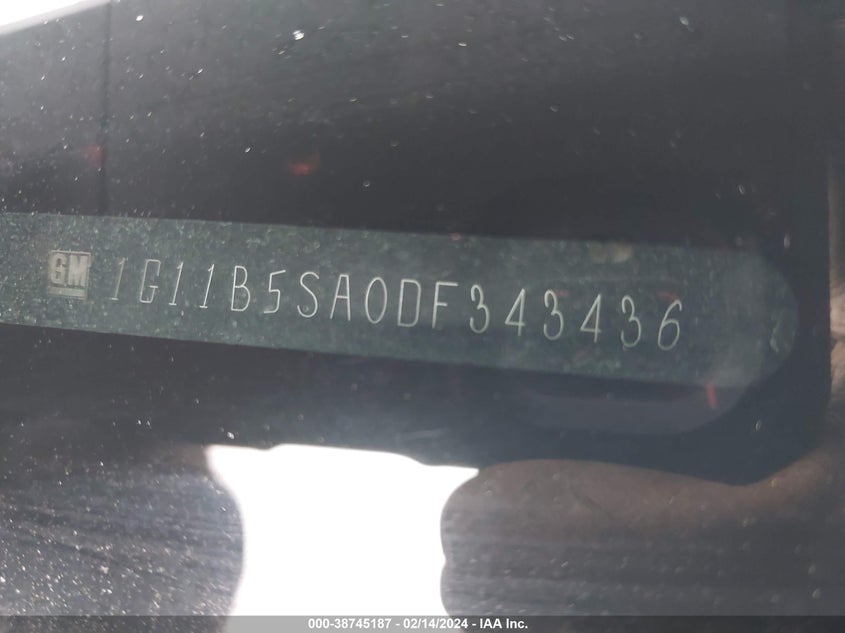 GM 1G11B5SA0DF343436
000-38745187 - 02/14/2024 - IAA Inc.